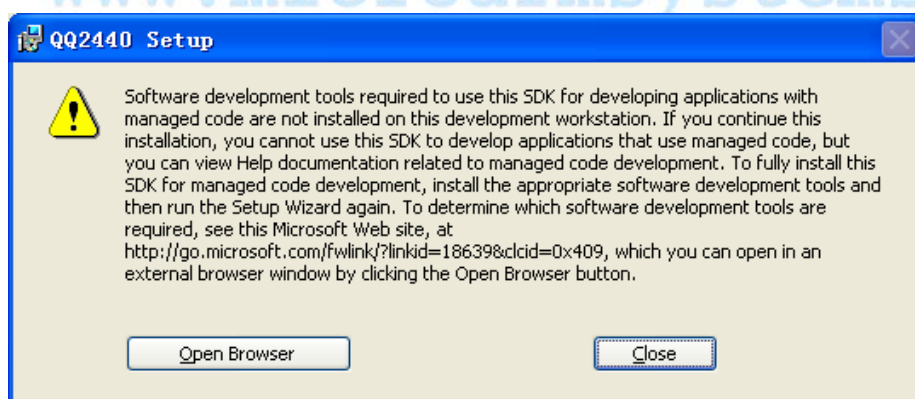 QQ2440 Setup
Software development tools required to use this SDK for developing applications with
managed code are not installed on this development workstation. If you continue this
installation, you cannot use this SDK to develop applications that use managed code, but
you can view Help documentation related to managed code development. To fully install this
SDK for managed code development, install the appropriate software development tools and
then run the Setup Wizard again. To determine which software development tools are
required, see this Microsoft Web site, at
http://go.microsoft.com/fwlink/?linkid=18639&clcid=0x409, which you can open in an
external browser window by clicking the Open Browser button.
Open Browser
Close